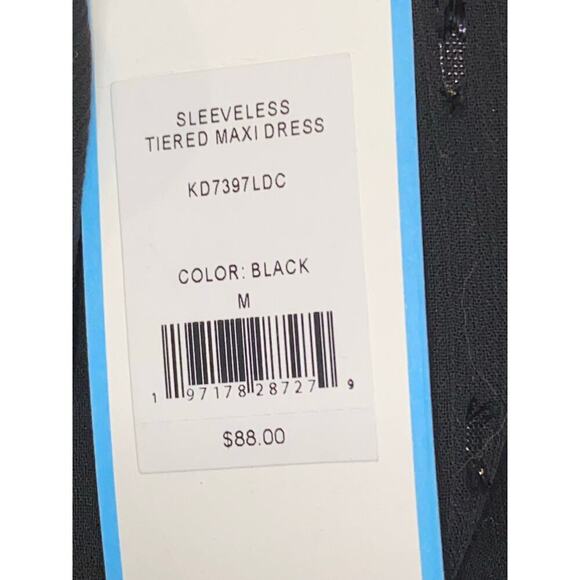 SLEEVELESS
TIERED MAXI DRESS
KD7397LDC
COLOR: BLACK
M
1 97178 28727 9
$88.00